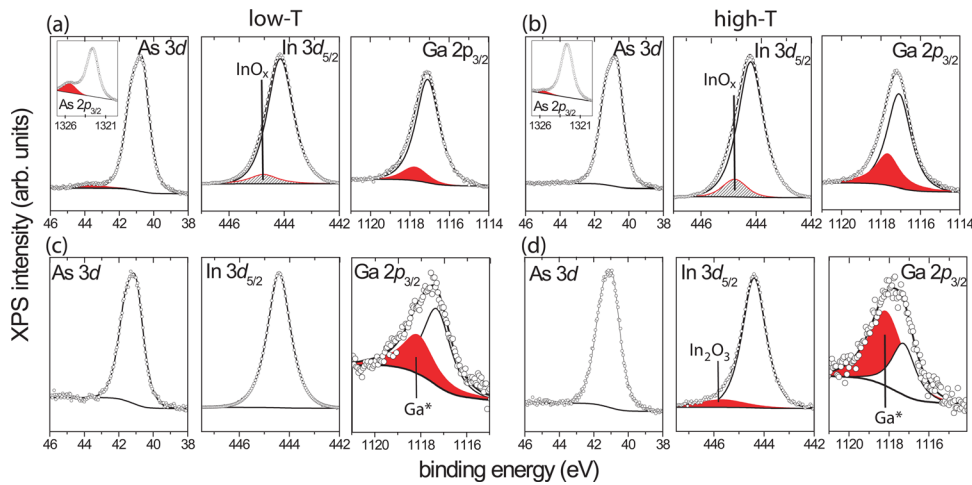 low-T
high-T
(a)
As 3d
As 2p3/2
1326 1321
In 3d5/2
InOx
Ga 2p3/2
46 44 42 40 38
446 444 442
1120 1118 1116 1114
(b)
As 3d
As 2p3/2
1326 1321
In 3d5/2
InOx
Ga 2p3/2
46 44 42 40 38
446 444 442
1120 1118 1116 1114
(c)
As 3d
In 3d5/2
Ga 2p3/2
Ga*
46 44 42 40 38
446 444 442
1120 1118 1116
(d)
As 3d
In 3d5/2
In2O3
Ga 2p3/2
Ga*
46 44 42 40 38
446 444 442
1120 1118 1116
XPS intensity (arb. units)
binding energy (eV)